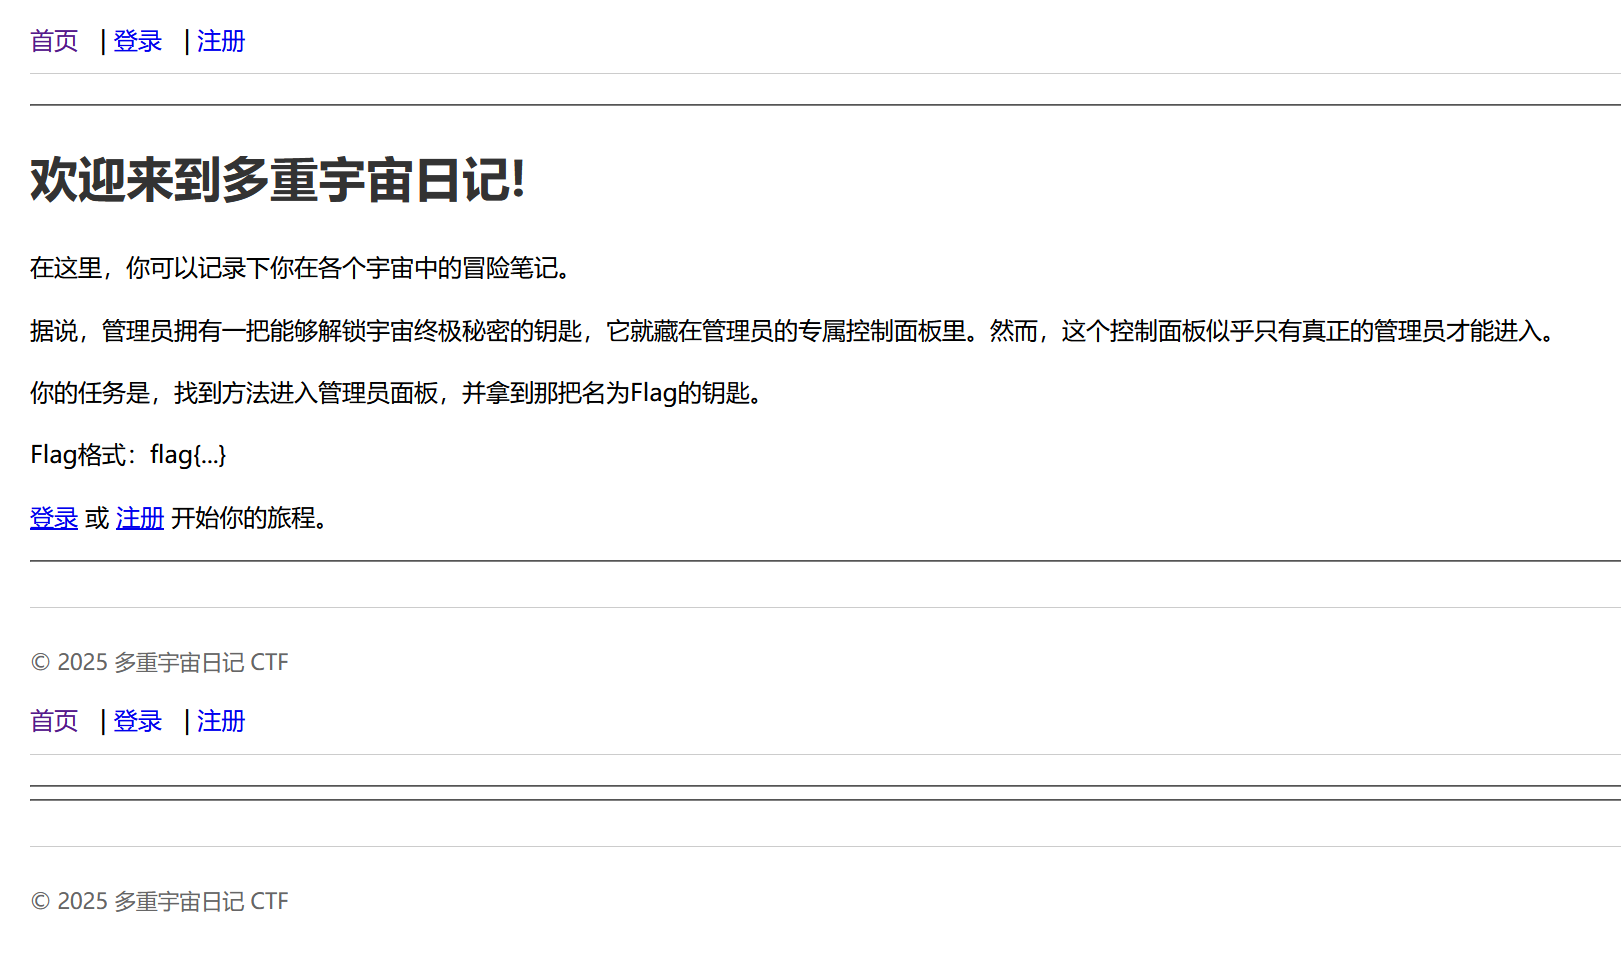 首页 | 登录 | 注册
欢迎来到多重宇宙日记!
在这里，你可以记录下你在各个宇宙中的冒险笔记。
据说，管理员拥有一把能够解锁宇宙终极秘密的钥匙，它就藏在管理员的专属控制面板里。然而，这个控制面板似乎只有真正的管理员才能进入。
你的任务是，找到方法进入管理员面板，并拿到那把名为Flag的钥匙。
Flag格式：flag{...}
登录 或 注册 开始你的旅程。
© 2025 多重宇宙日记 CTF
首页 | 登录 | 注册
© 2025 多重宇宙日记 CTF